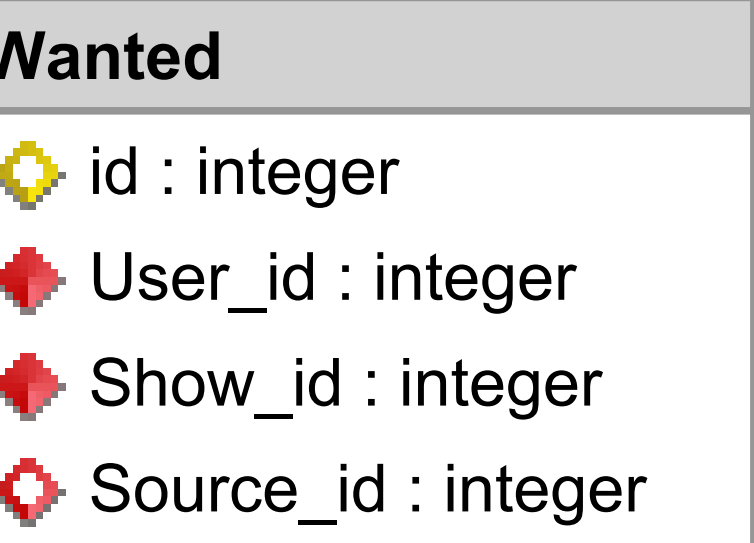 Wanted
id : integer
User_id : integer
Show_id : integer
Source_id : integer